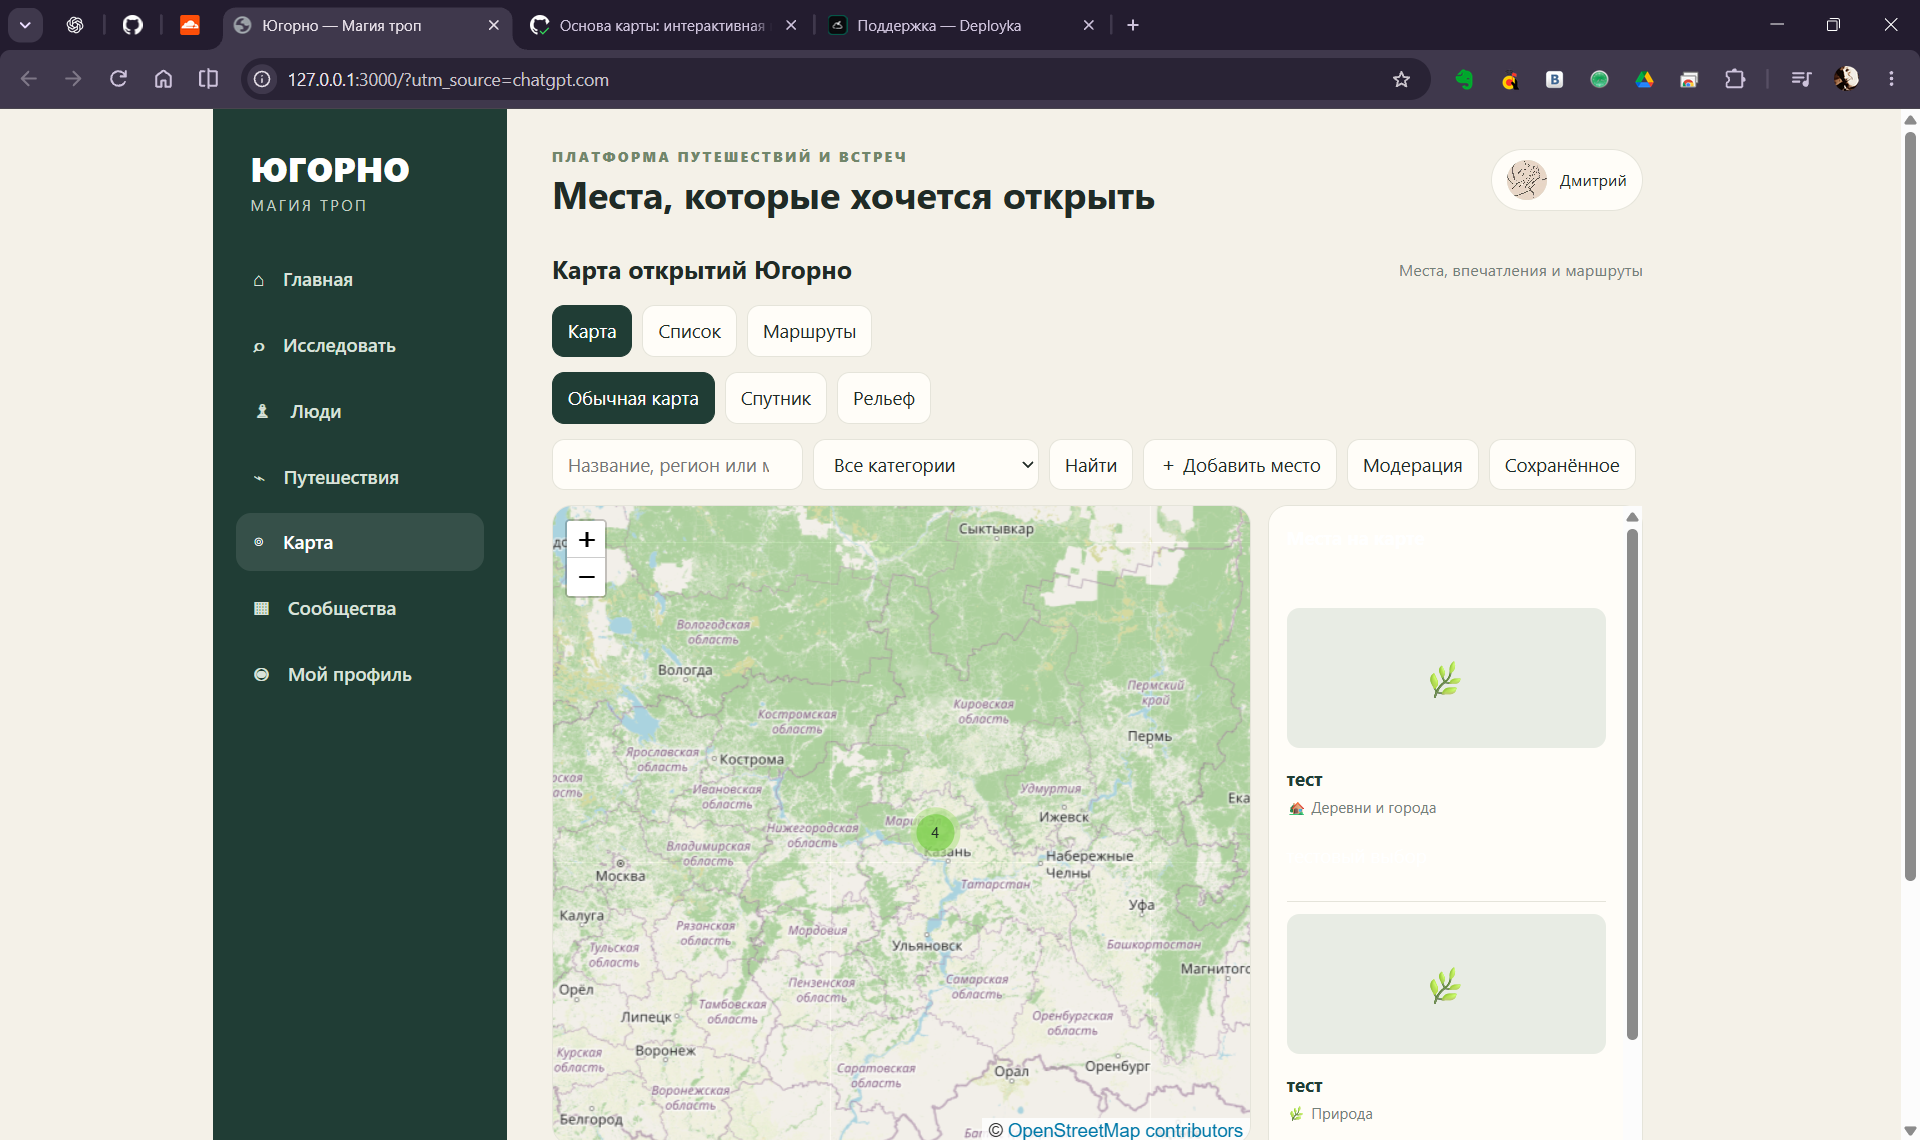 Югорно — Магия троп
Основа карты: интерактивная
Поддержка — Deployka
127.0.0.1:3000/?utm_source=chatgpt.com
ЮГОРНО
МАГИЯ ТРОП
Главная
Исследовать
Люди
Путешествия
Карта
Сообщества
Мой профиль
ПЛАТФОРМА ПУТЕШЕСТВИЙ И ВСТРЕЧ
Места, которые хочется открыть
Дмитрий
Карта открытий Югорно
Места, впечатления и маршруты
Карта Список Маршруты
Обычная карта Спутник Рельеф
Название, регион или м
Все категории
Найти
+ Добавить место
Модерация
Сохранённое
+
−
Сыктывкар
Вологодская
область
Вологда
Костромская
область
Кировская
область
Пермский
край
Пермь
Ярославская
область
Кострома
Ивановская
область
Удмуртия
Ека
Ижевск
Нижегородская
область
Мари
4
Казань
Владимирская
область
Набережные
Челны
Москва
Татарстан
Калуга
Уфа
Рязанская
область
Мордовия
Тульская
область
Ульяновск
Башкортостан
Магнитого
Пензенская
область
Самарская
область
Орёл
Тамбовская
область
Липецк
Оренбургская
область
Курская
область
Воронеж
Саратовская
область
Орал
Оренбург
Воронежская
область
Белгород
© OpenStreetMap contributors
тест
Деревни и города
тест
Природа